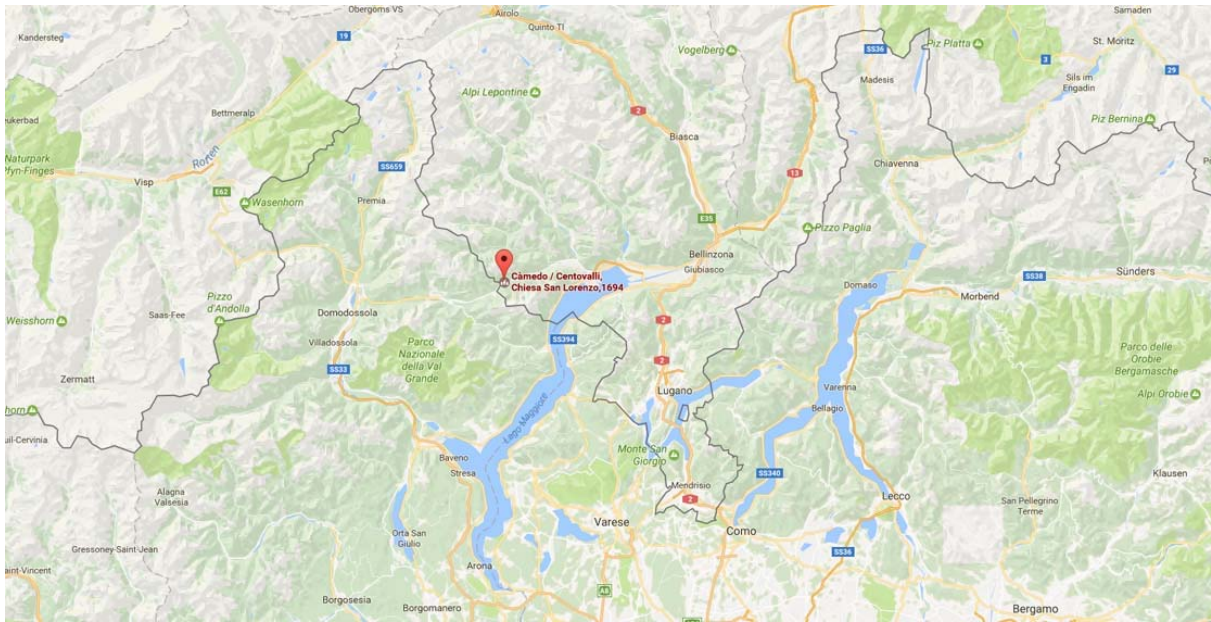 Obergoms VS
Airolo
Quinto TI
Samaden
Kandersteg
19
Vogelberg
SS36
Piz Platta
St. Moritz
3
29
Madesis
Sils im
Engadin
Bettmeralp
Alpi Lepontine
2
Biasca
Piz Bernina
Naturpark
Pfyn-Finges
Rotten
SS659
13
Chiavenna
Visp
E62
Wasenhorn
Premia
E35
Pizzo Paglia
Bellinzona
Giubiasco
Càmedo / Centovalli,
Chiesa San Lorenzo,1694
SS38
Sünders
Domaso
Morbend
Pizzo
d'Andolla
Saas-Fee
Weisshorn
Domodossola
Villadossola
2
SS394
Parco
Nazionale
della Val
Grande
Parco delle
Orobie
Bergamasche
SS33
2
Zermatt
Lugano
Varenna
Alpi Orobie
Bellagio
Lago Maggiore
Baveno
Stresa
Monte San
Giorgio
SS340
Klausen
Mendrisio
2
Alagna
Valsesia
Lecco
San Pellegrino
Terme
Orta San
Giulio
Varese
Como
Gressoney-Saint-Jean
SS36
Arona
A8
Borgosesia
Borgomanero
Bergamo